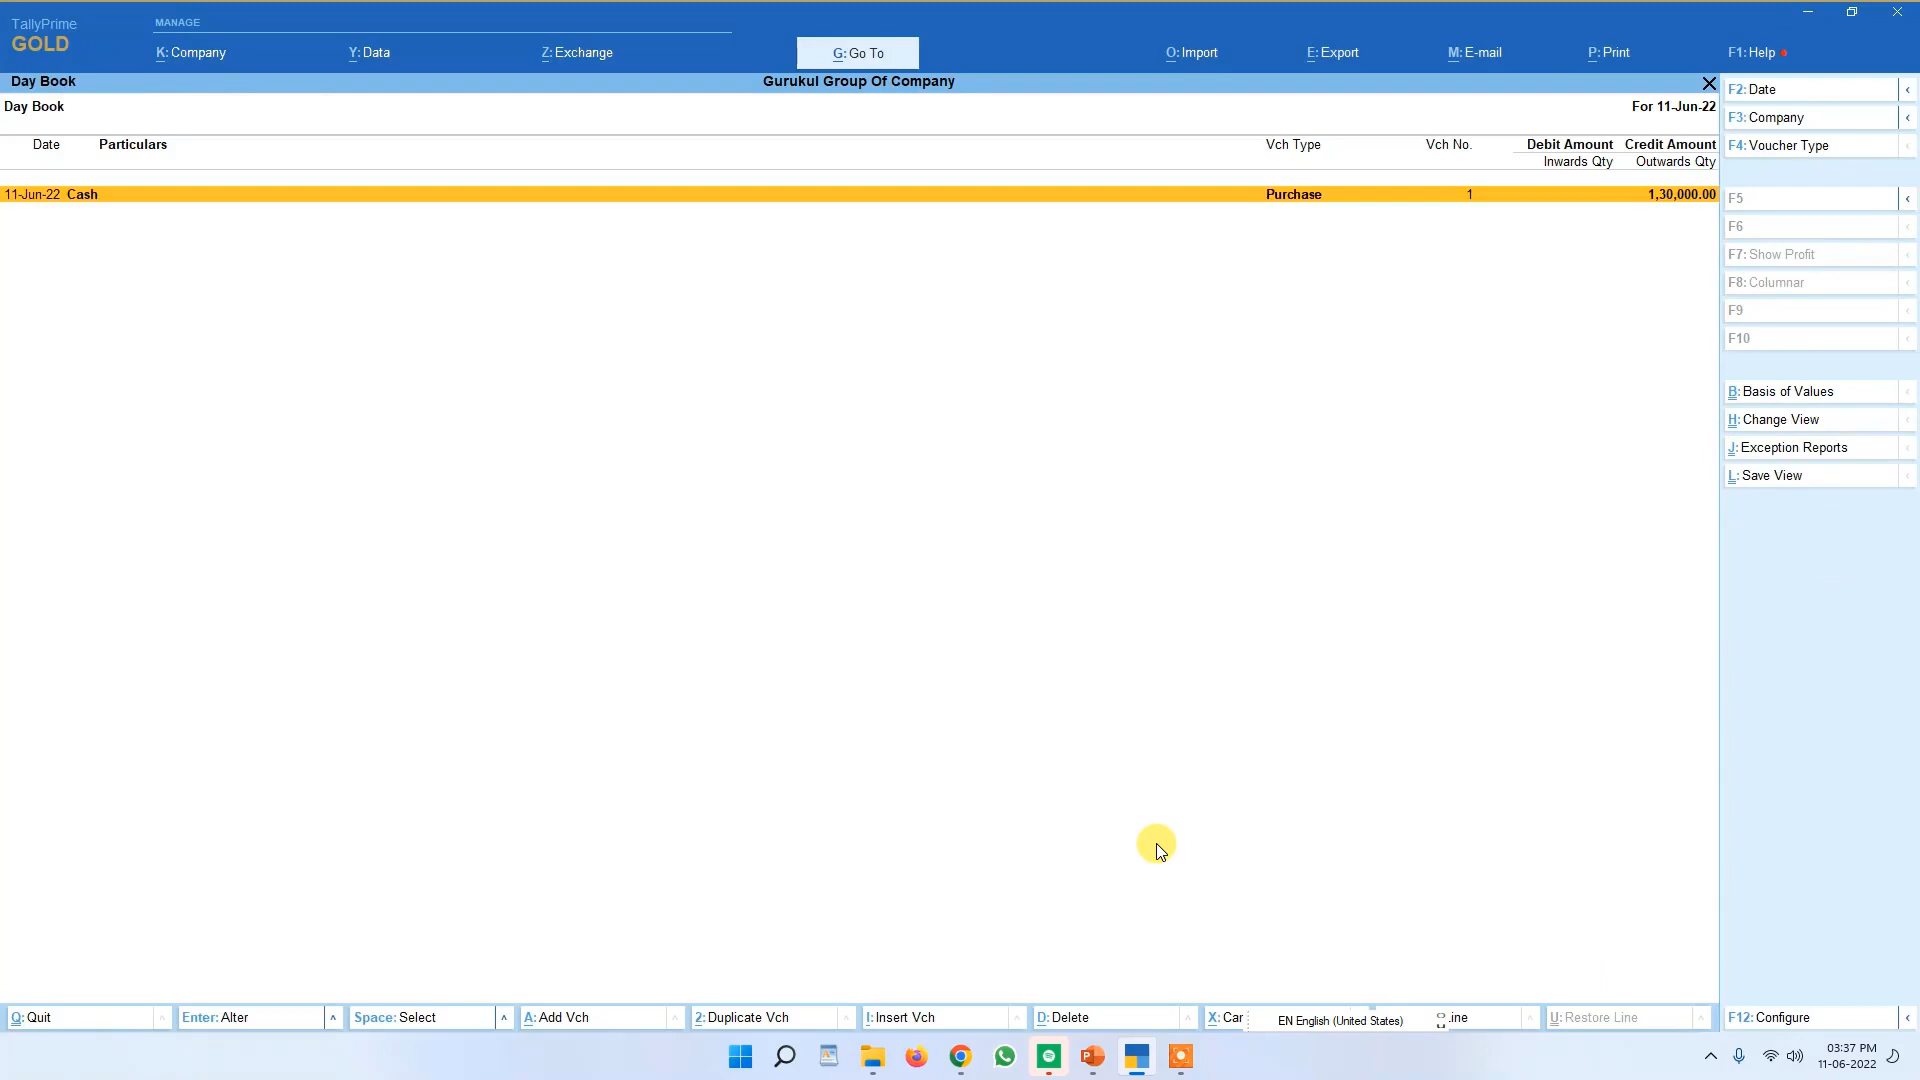 TallyPrime
GOLD
MANAGE
K: Company
Y: Data
Z: Exchange
G: Go To
O: Import
E: Export
M: E-mail
P: Print
F1: Help
Day Book
Gurukul Group Of Company
Day Book
For 11-Jun-22
Date
Particulars
Vch Type
Vch No.
Debit Amount
Credit Amount
Inwards Qty
Outwards Qty
11-Jun-22 Cash
Purchase
1
1,30,000.00
F2: Date
F3: Company
F4: Voucher Type
F5
F6
F7: Show Profit
F8: Columnar
F9
F10
B: Basis of Values
H: Change View
J: Exception Reports
L: Save View
Q: Quit
Enter: Alter
Space: Select
A: Add Vch
2: Duplicate Vch
I: Insert Vch
D: Delete
X: Can
EN English (United States)
ine
U: Restore Line
F12: Configure
03:37 PM
11-06-2022